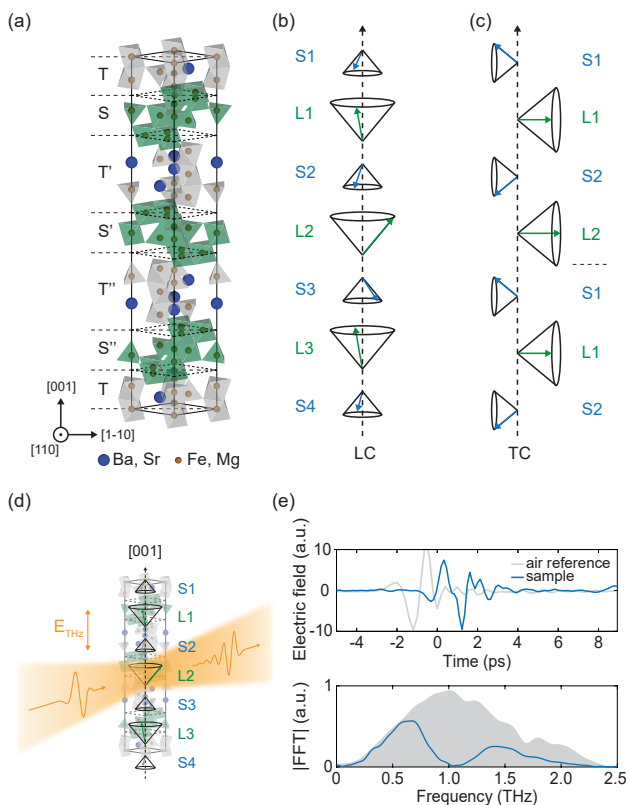 (a)
T
S
T'
S'
T''
S''
T
[001]
[110]
[1-10]
Ba, Sr
Fe, Mg
(b)
S1
L1
S2
L2
S3
L3
S4
LC
(c)
S1
L1
S2
L2
S1
L1
S2
TC
(d)
[001]
E_THz
S1
L1
S2
L2
S3
L3
S4
(e)
Electric field (a.u.)
10
0
-10
air reference
sample
-4 -2 0 2 4 6 8
Time (ps)
|FFT| (a.u.)
1
0
0 0.5 1.0 1.5 2.0 2.5
Frequency (THz)